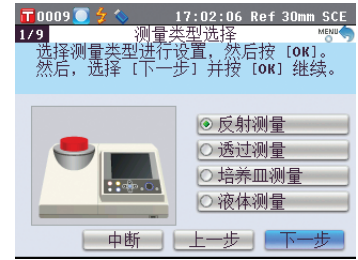 T0009 17:02:06 Ref 30mm SCE
1/9 测量类型选择 MENU
选择测量类型进行设置，然后按 [OK]。
然后，选择 [下一步] 并按 [OK] 继续。
反射测量
透过测量
培养皿测量
液体测量
中断 上一步 下一步